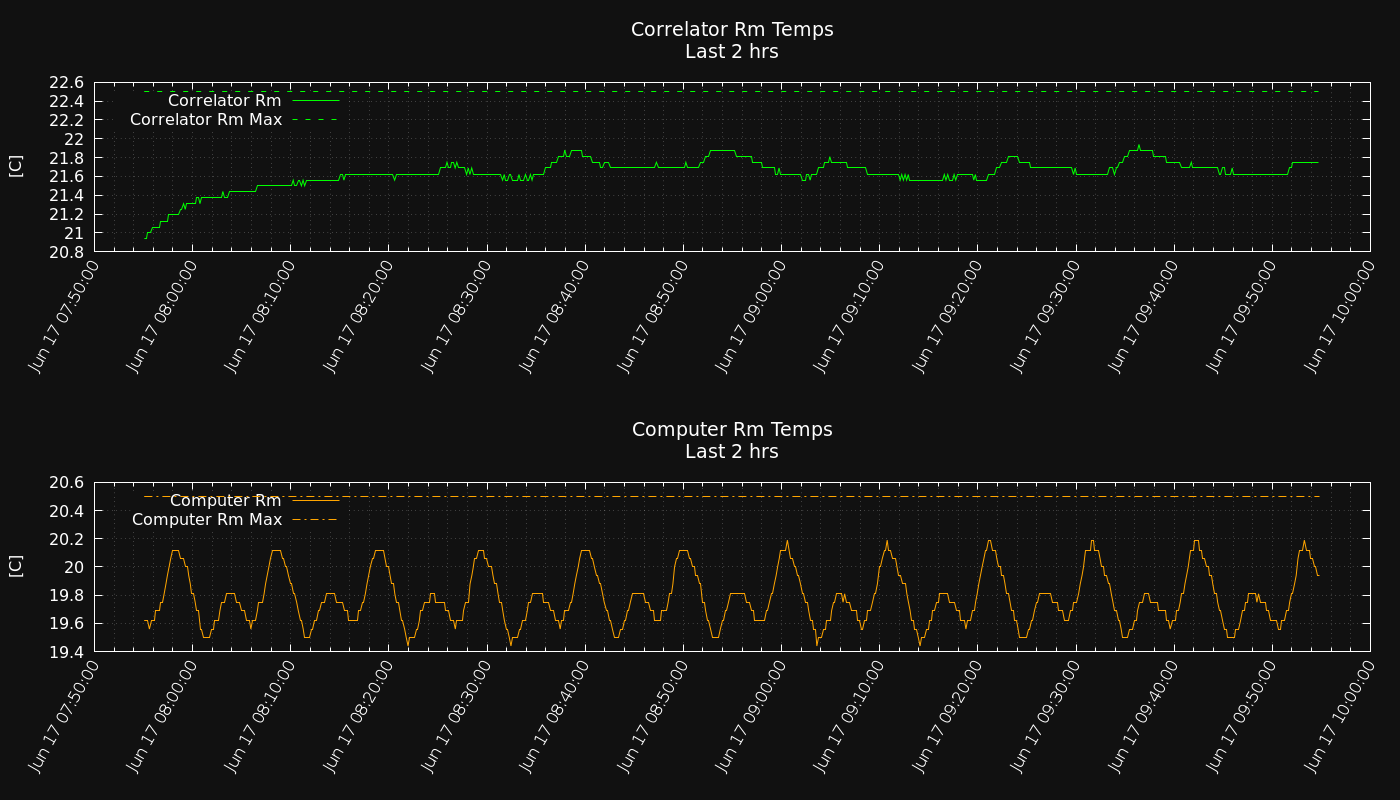 Correlator Rm Temps
Last 2 hrs
22.6
22.4
22.2
22
21.8
21.6
21.4
21.2
21
20.8
[C]
Correlator Rm
Correlator Rm Max
Jun 17 07:50:00
Jun 17 08:00:00
Jun 17 08:10:00
Jun 17 08:20:00
Jun 17 08:30:00
Jun 17 08:40:00
Jun 17 08:50:00
Jun 17 09:00:00
Jun 17 09:10:00
Jun 17 09:20:00
Jun 17 09:30:00
Jun 17 09:40:00
Jun 17 09:50:00
Jun 17 10:00:00
Computer Rm Temps
Last 2 hrs
20.6
20.4
20.2
20
19.8
19.6
19.4
[C]
Computer Rm
Computer Rm Max
Jun 17 07:50:00
Jun 17 08:00:00
Jun 17 08:10:00
Jun 17 08:20:00
Jun 17 08:30:00
Jun 17 08:40:00
Jun 17 08:50:00
Jun 17 09:00:00
Jun 17 09:10:00
Jun 17 09:20:00
Jun 17 09:30:00
Jun 17 09:40:00
Jun 17 09:50:00
Jun 17 10:00:00